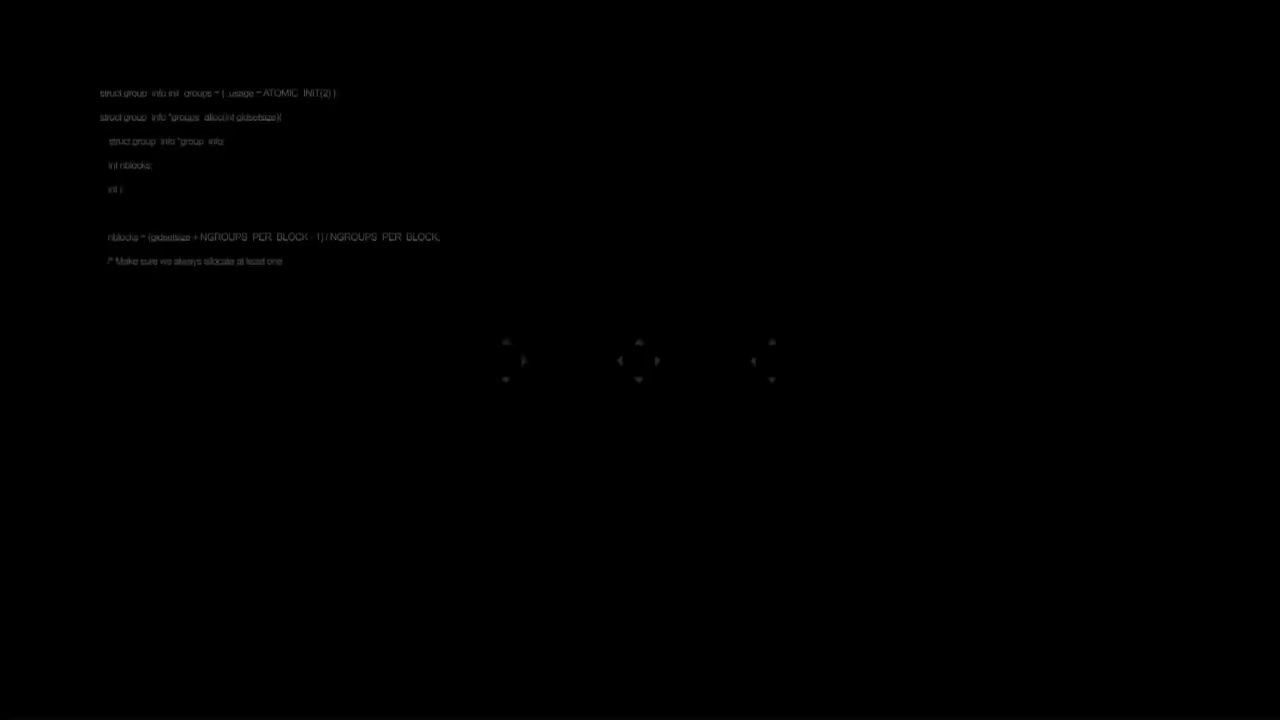 struct group_info init_groups = { .usage = ATOMIC_INIT(2) };
struct group_info *groups_alloc(int gidsetsize){
struct group_info *group_info;
int nblocks;
int i;
nblocks = (gidsetsize + NGROUPS_PER_BLOCK - 1) / NGROUPS_PER_BLOCK;
/* Make sure we always allocate at least one